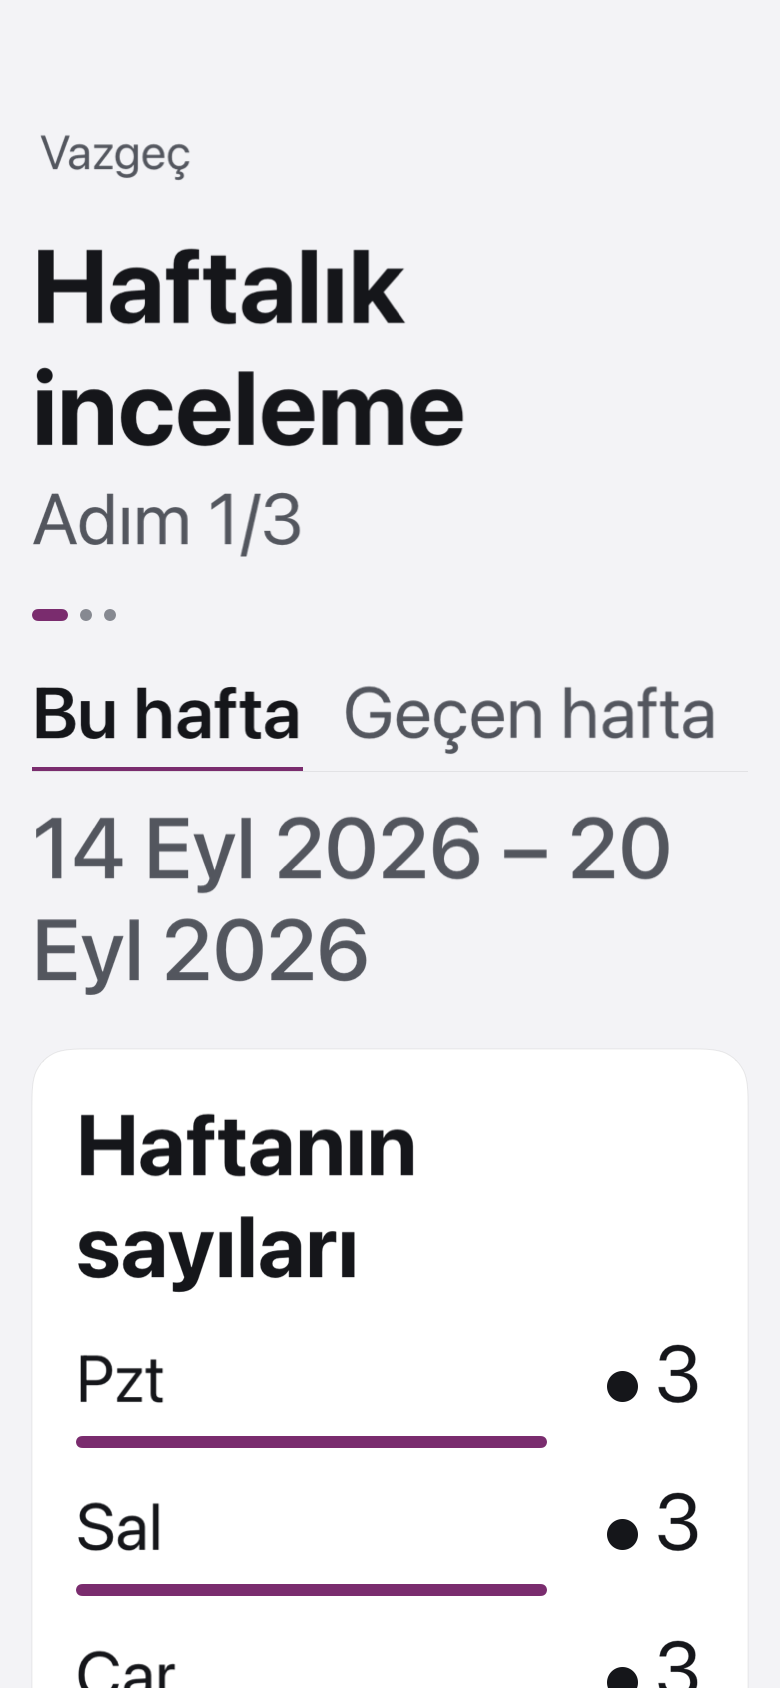 Vazgeç
Haftalık
inceleme
Adım 1/3
Bu hafta Geçen hafta
14 Eyl 2026 – 20
Eyl 2026
Haftanın
sayıları
Pzt 3
Sal 3
Çar 3